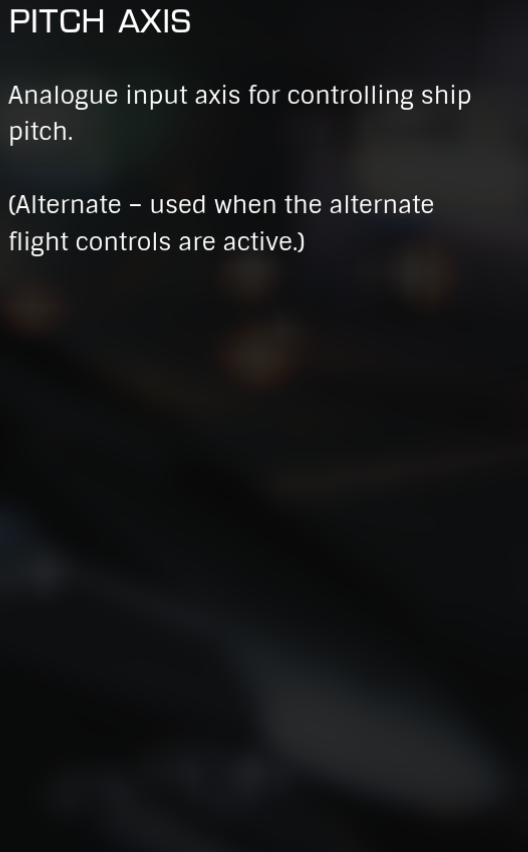 PITCH AXIS
Analogue input axis for controlling ship
pitch.
(Alternate – used when the alternate
flight controls are active.)